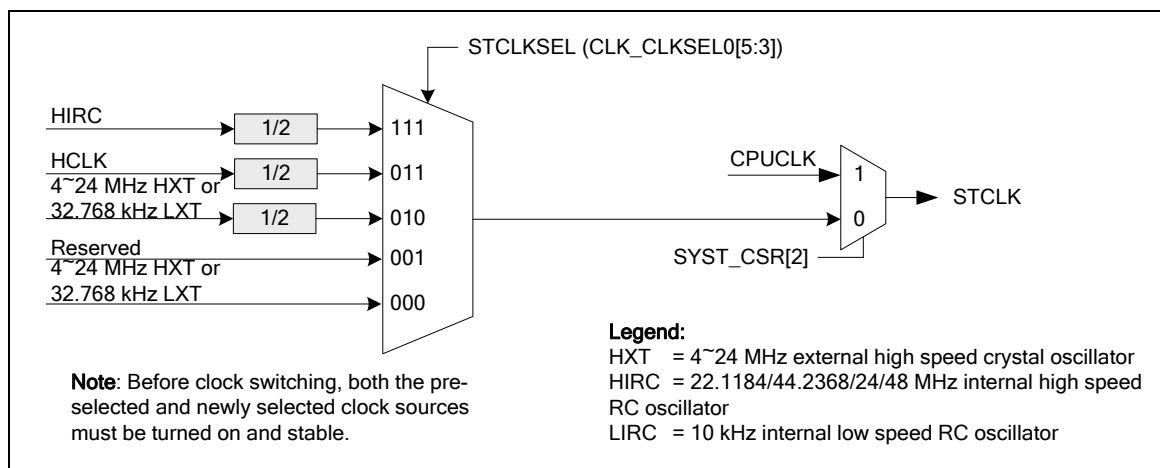 STCLKSEL (CLK_CLKSEL0[5:3])
HIRC
1/2
111
HCLK
1/2
011
4~24 MHz HXT or
32.768 kHz LXT
1/2
010
Reserved
001
4~24 MHz HXT or
32.768 kHz LXT
000
CPUCLK
1
0
STCLK
SYST_CSR[2]
Note: Before clock switching, both the pre-
selected and newly selected clock sources
must be turned on and stable.
Legend:
HXT = 4~24 MHz external high speed crystal oscillator
HIRC = 22.1184/44.2368/24/48 MHz internal high speed
RC oscillator
LIRC = 10 kHz internal low speed RC oscillator